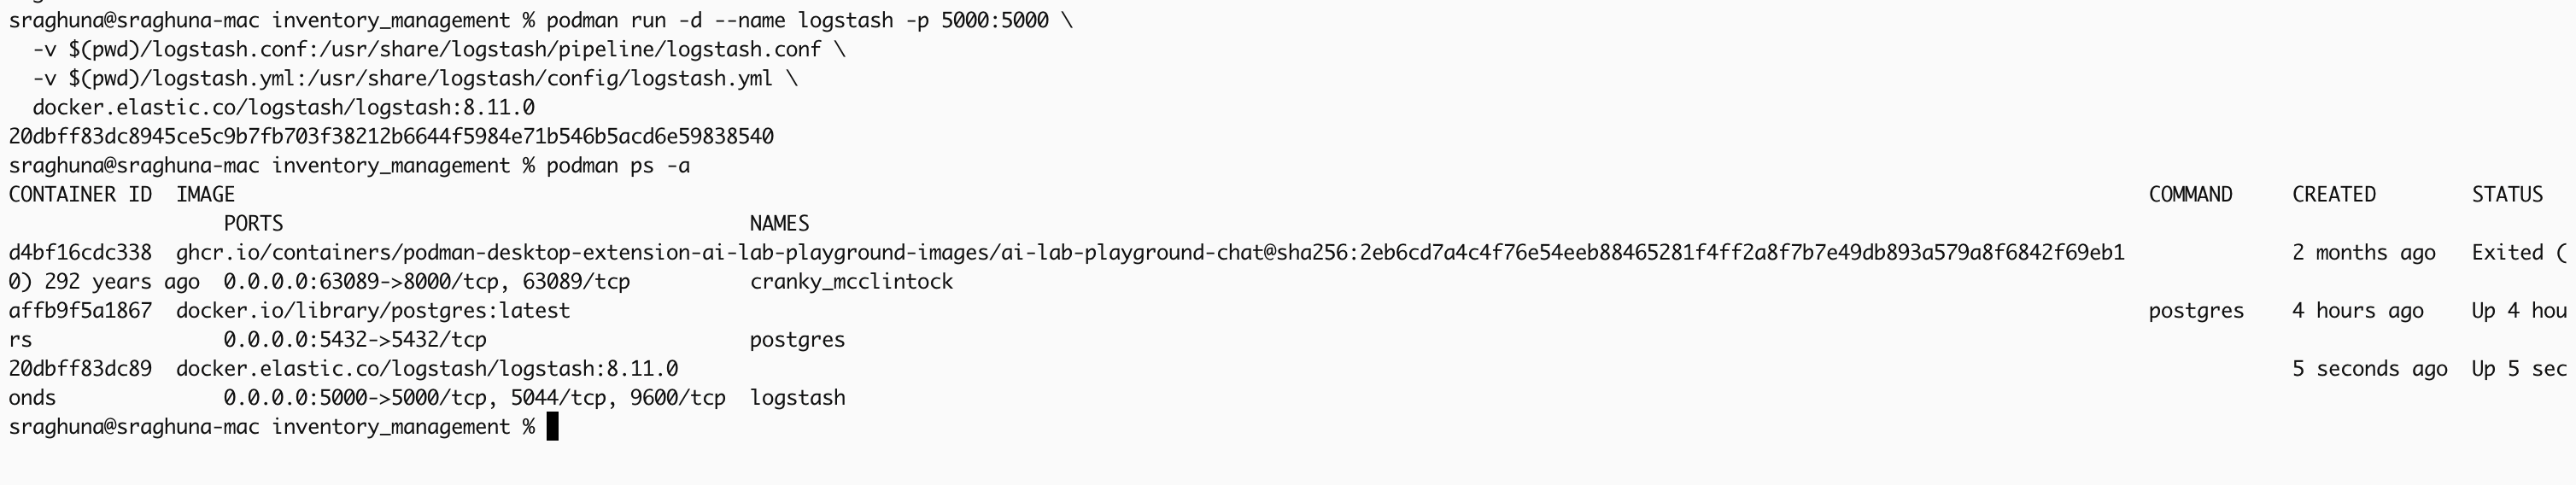 sraghuna@sraghuna-mac inventory_management % podman run -d --name logstash -p 5000:5000 \
  -v $(pwd)/logstash.conf:/usr/share/logstash/pipeline/logstash.conf \
  -v $(pwd)/logstash.yml:/usr/share/logstash/config/logstash.yml \
  docker.elastic.co/logstash/logstash:8.11.0
20dbff83dc8945ce5c9b7fb703f38212b6644f5984e71b546b5acd6e59838540
sraghuna@sraghuna-mac inventory_management % podman ps -a
CONTAINER ID  IMAGE                                                                                                                                                                 COMMAND     CREATED        STATUS
                  PORTS                                       NAMES
d4bf16cdc338  ghcr.io/containers/podman-desktop-extension-ai-lab-playground-images/ai-lab-playground-chat@sha256:2eb6cd7a4c4f76e54eeb88465281f4ff2a8f7b7e49db893a579a8f6842f69eb1              2 months ago   Exited (
0) 292 years ago  0.0.0.0:63089->8000/tcp, 63089/tcp          cranky_mcclintock
affb9f5a1867  docker.io/library/postgres:latest                                                                                                                                     postgres    4 hours ago    Up 4 hou
rs                0.0.0.0:5432->5432/tcp                      postgres
20dbff83dc89  docker.elastic.co/logstash/logstash:8.11.0                                                                                                                                        5 seconds ago  Up 5 sec
onds              0.0.0.0:5000->5000/tcp, 5044/tcp, 9600/tcp  logstash
sraghuna@sraghuna-mac inventory_management %